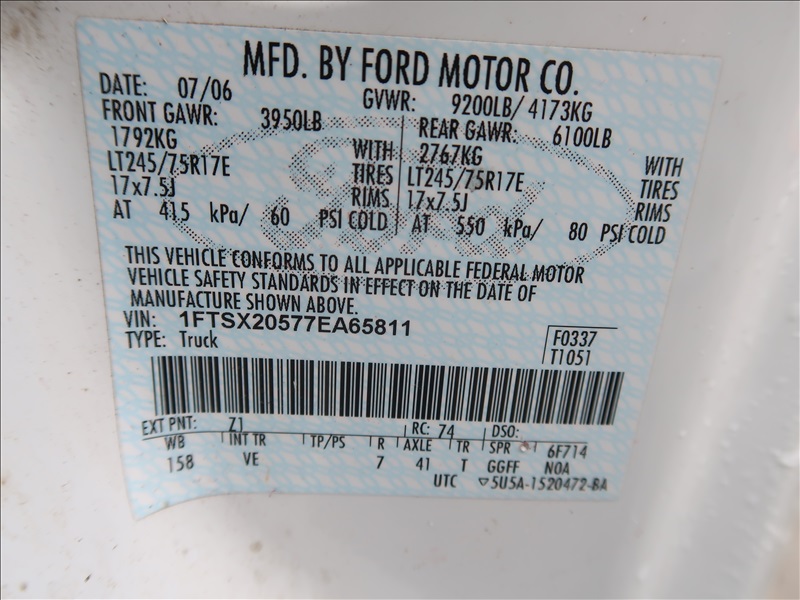 MFD. BY FORD MOTOR CO.
DATE: 07/06 GVWR: 9200LB/ 4173KG
FRONT GAWR: 3950LB REAR GAWR: 6100LB
1792KG WITH 2767KG WITH
LT245/75R17E TIRES LT245/75R17E TIRES
17x7.5J RIMS 17x7.5J RIMS
AT 415 kPa/ 60 PSI COLD AT 550 kPa/ 80 PSI COLD
THIS VEHICLE CONFORMS TO ALL APPLICABLE FEDERAL MOTOR
VEHICLE SAFETY STANDARDS IN EFFECT ON THE DATE OF
MANUFACTURE SHOWN ABOVE.
VIN: 1FTSX20577EA65811 F0337
TYPE: Truck T1051
EXT PNT: Z1 RC: 74 DSO:
WB INT TR TP/PS R AXLE TR SPR 6F714
158 VE 7 41 T GGFF NOA
UTC ▽5U5A-1520472-BA